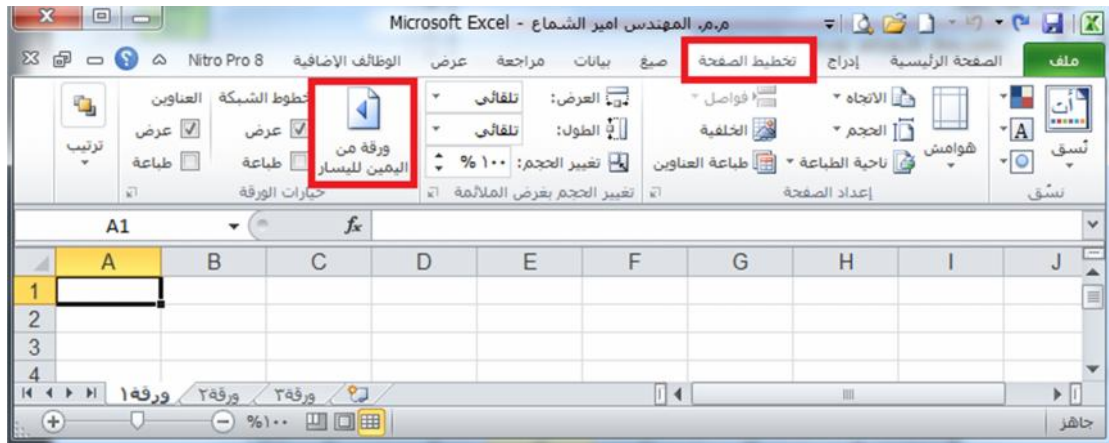 م.م. المهندس امير الشماع - Microsoft Excel
ملف الصفحة الرئيسية إدراج تخطيط الصفحة صيغ بيانات مراجعة عرض الوظائف الإضافية Nitro Pro 8
نُسق
هوامش
الاتجاه
الحجم
ناحية الطباعة
فواصل
الخلفية
طباعة العناوين
العرض: تلقائي
الطول: تلقائي
تغيير الحجم: ١٠٠ %
ورقة من
اليمين لليسار
خطوط الشبكة
عرض
طباعة
العناوين
عرض
طباعة
ترتيب
نسّق إعداد الصفحة تغيير الحجم بغرض الملائمة خيارات الورقة
A1 fx
A B C D E F G H I J
1
2
3
4
ورقة١ ورقة٢ ورقة٣
جاهز
%١٠٠